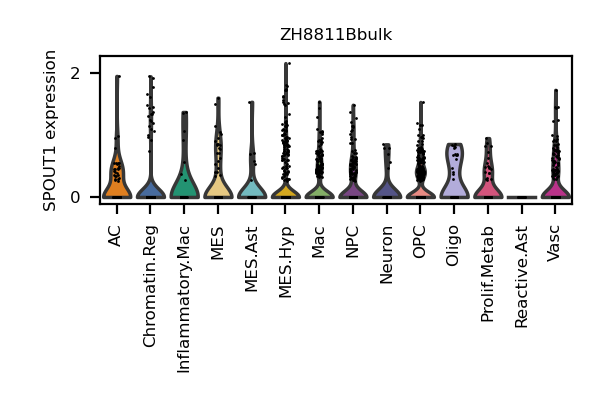 ZH8811Bbulk
SPOUT1 expression
2
0
AC
Chromatin.Reg
Inflammatory.Mac
MES
MES.Ast
MES.Hyp
Mac
NPC
Neuron
OPC
Oligo
Prolif.Metab
Reactive.Ast
Vasc